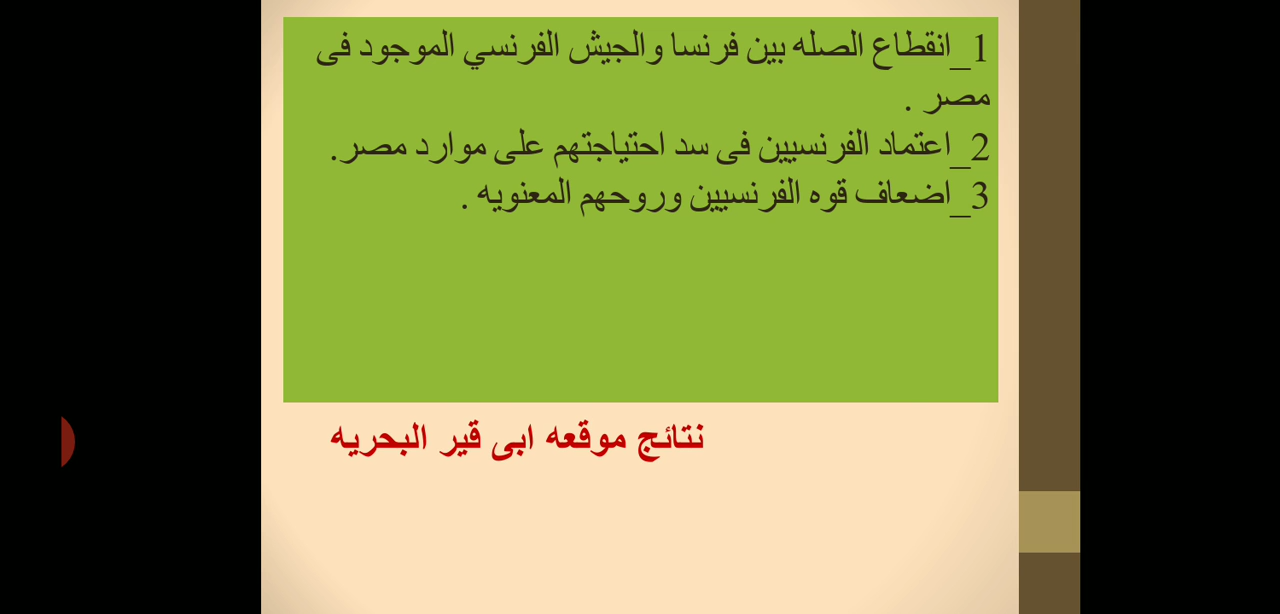 1_انقطاع الصله بين فرنسا والجيش الفرنسي الموجود فى
مصر .
2_اعتماد الفرنسيين فى سد احتياجتهم على موارد مصر.
3_اضعاف قوه الفرنسيين وروحهم المعنويه .
نتائج موقعه ابى قير البحريه